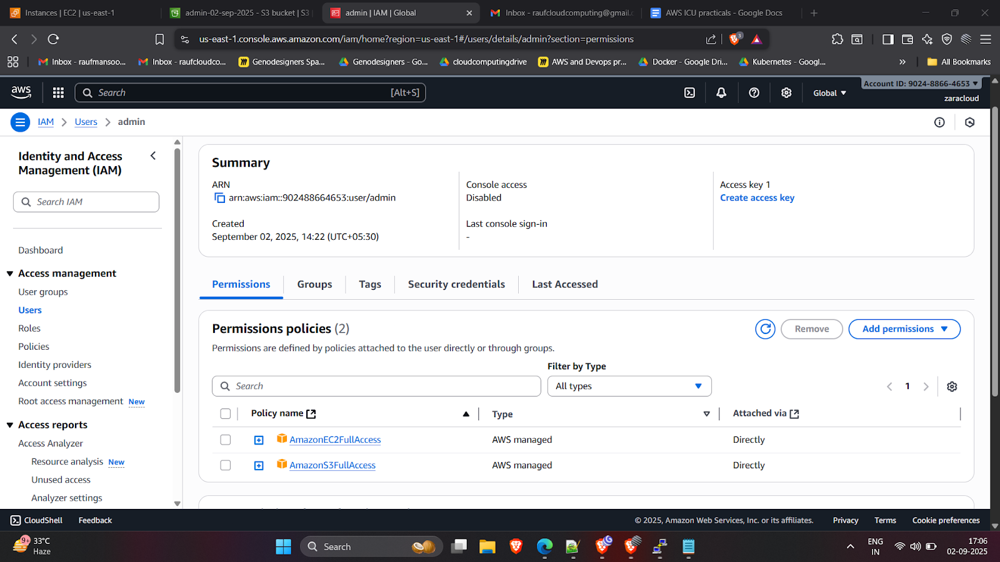 Instances | EC2 | us-east-1
admin-02-sep-2025 - S3 bucket | S3
admin | IAM | Global
Inbox - raufcloudcomputing@gmail.c
AWS ICU practicals - Google Docs
us-east-1.console.aws.amazon.com/iam/home?region=us-east-1#/users/details/admin?section=permissions
3
Inbox - raufmansoo...
Inbox - raufcloudco...
Genodesigners Spa...
Genodesigners - Go...
cloudcomputingdrive
AWS and Devops pr...
Docker - Google Dri...
Kubernetes - Googl...
»
All Bookmarks
aws
Search
[Alt+S]
Global
Account ID: 9024-8866-4653
zaracloud
IAM > Users > admin
Identity and Access
Management (IAM)
Search IAM
Dashboard
Access management
User groups
Users
Roles
Policies
Identity providers
Account settings
Root access management New
Access reports
Access Analyzer
Resource analysis New
Unused access
Analyzer settings
Summary
ARN
arn:aws:iam::902488664653:user/admin
Created
September 02, 2025, 14:22 (UTC+05:30)
Console access
Disabled
Last console sign-in
-
Access key 1
Create access key
Permissions
Groups
Tags
Security credentials
Last Accessed
Permissions policies (2)
Remove
Add permissions
Permissions are defined by policies attached to the user directly or through groups.
Filter by Type
Search
All types
1
Policy name
Type
Attached via
AmazonEC2FullAccess
AWS managed
Directly
AmazonS3FullAccess
AWS managed
Directly
CloudShell
Feedback
© 2025, Amazon Web Services, Inc. or its affiliates.
Privacy
Terms
Cookie preferences
9+
33°C
Haze
Search
ENG
IN
17:06
02-09-2025